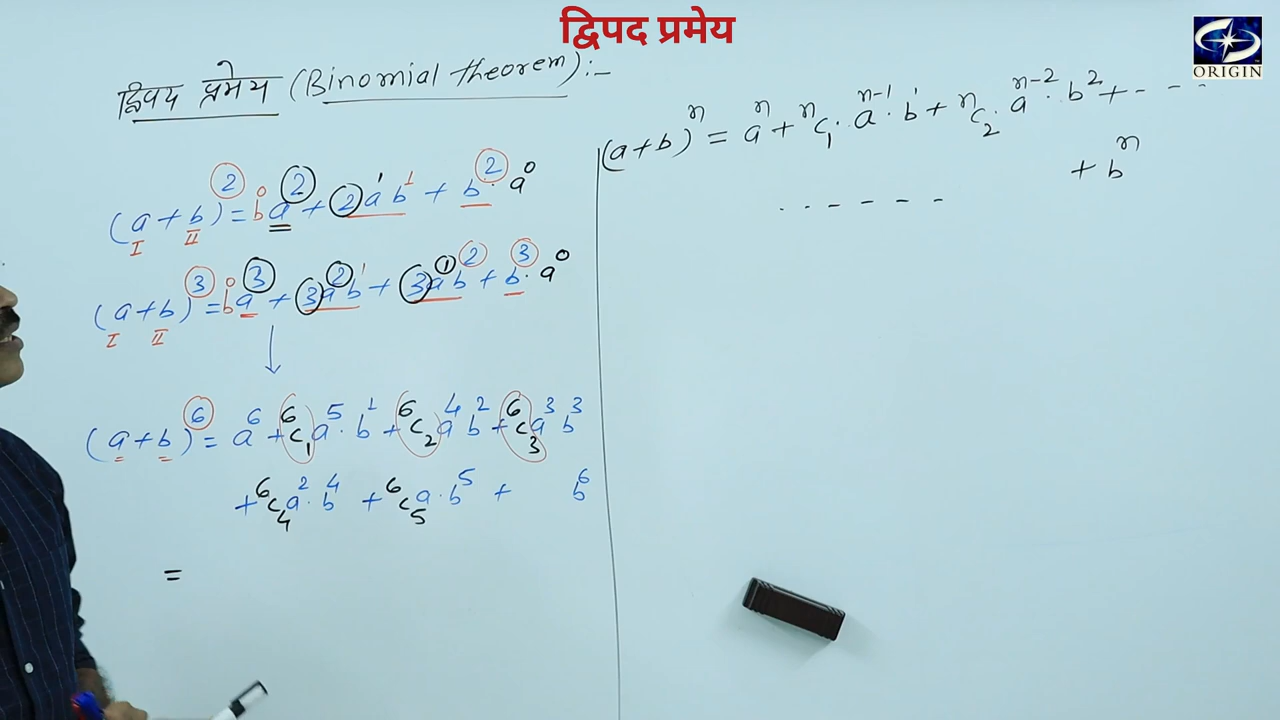 द्विपद प्रमेय
ORIGIN
द्विपद प्रमेय (Binomial theorem):-
(a+b)² = b⁰a² + 2a¹b¹ + b²·a⁰
I II
(a+b)³ = b⁰a³ + 3a²b¹ + 3a¹b² + b³·a⁰
I II
(a+b)⁶ = a⁶ + ⁶C₁a⁵·b¹ + ⁶C₂a⁴b² + ⁶C₃a³b³
+ ⁶C₄a²·b⁴ + ⁶C₅a·b⁵ + b⁶
=
(a+b)ⁿ = aⁿ + ⁿC₁·aⁿ⁻¹·b¹ + ⁿC₂·aⁿ⁻²·b² + - - - -
+ bⁿ
. . - - - - -